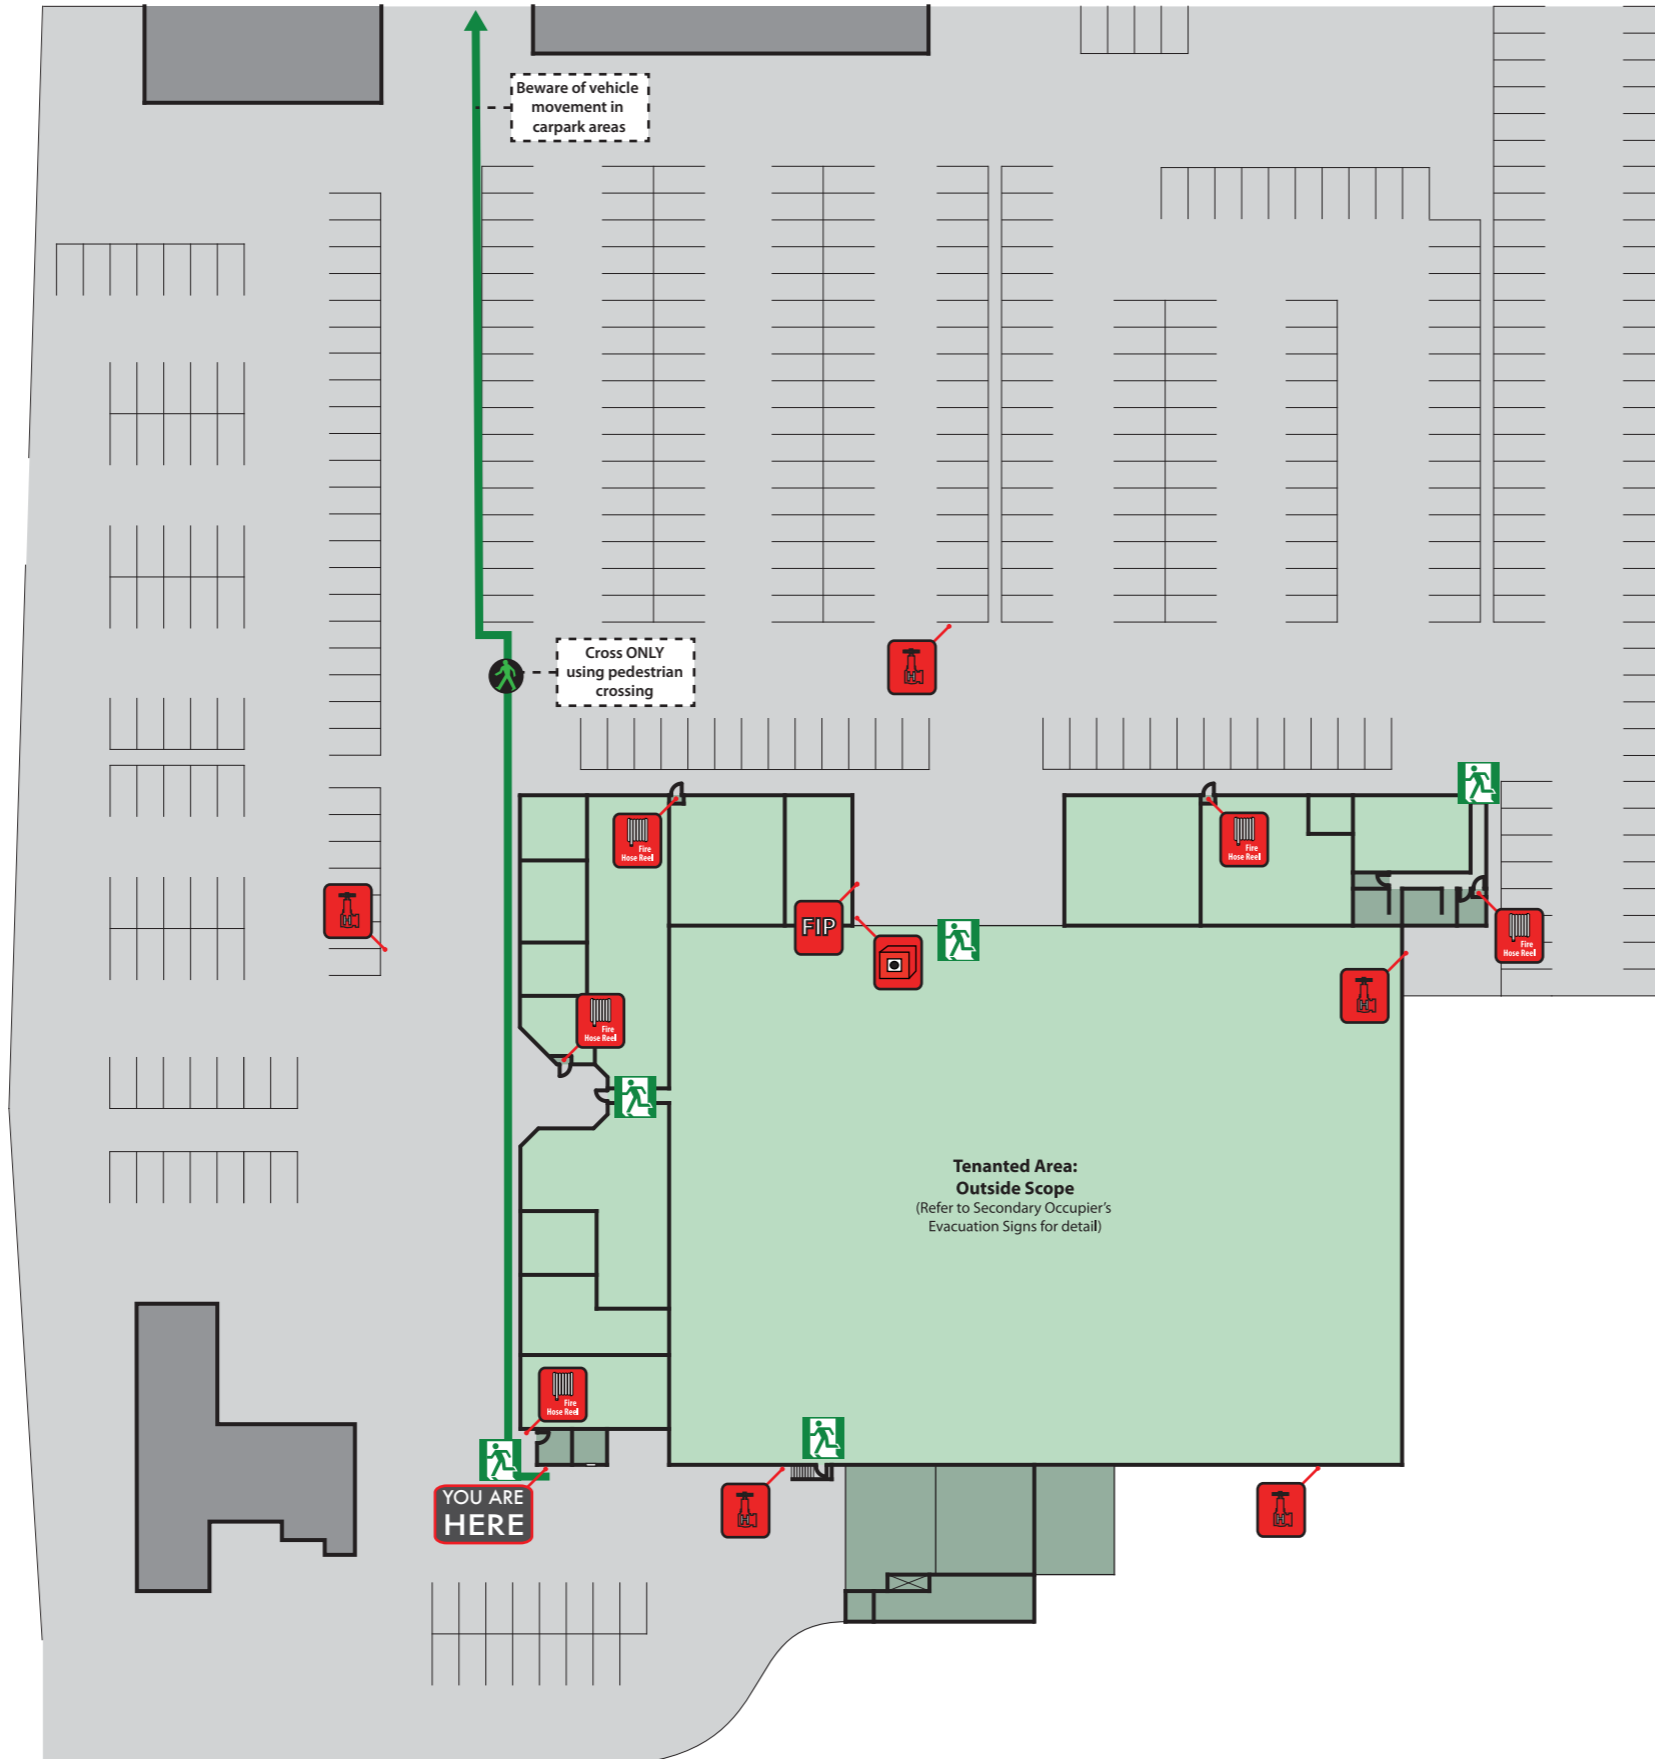 Beware of vehicle
movement in
carpark areas
Cross ONLY
using pedestrian
crossing
H
Fire
Hose Reel
Fire
Hose Reel
H
FIP
Fire
Hose Reel
H
Fire
Hose Reel
Tenanted Area:
Outside Scope
(Refer to Secondary Occupier's
Evacuation Signs for detail)
Fire
Hose Reel
YOU ARE
HERE
H
H